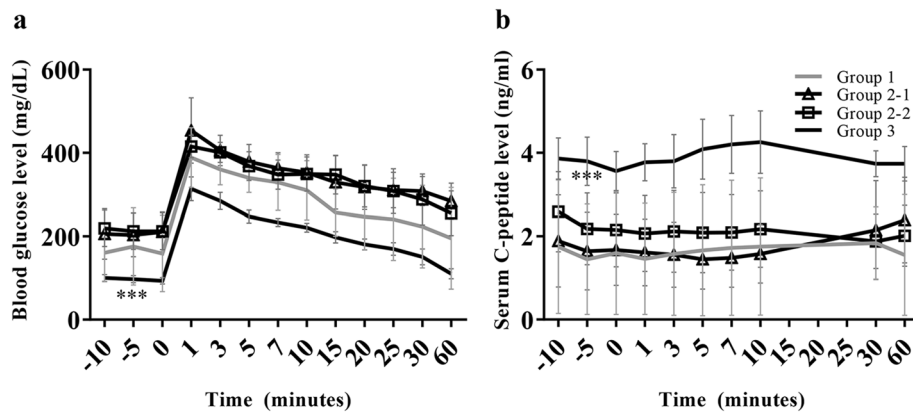 a
Blood glucose level (mg/dL)
600
400
200
0
***
-10 -5 0 1 3 5 7 10 15 20 25 30 60
Time (minutes)
b
Serum C-peptide level (ng/ml)
6
4
2
0
***
Group 1
Group 2-1
Group 2-2
Group 3
-10 -5 0 1 3 5 7 10 15 20 25 30 60
Time (minutes)